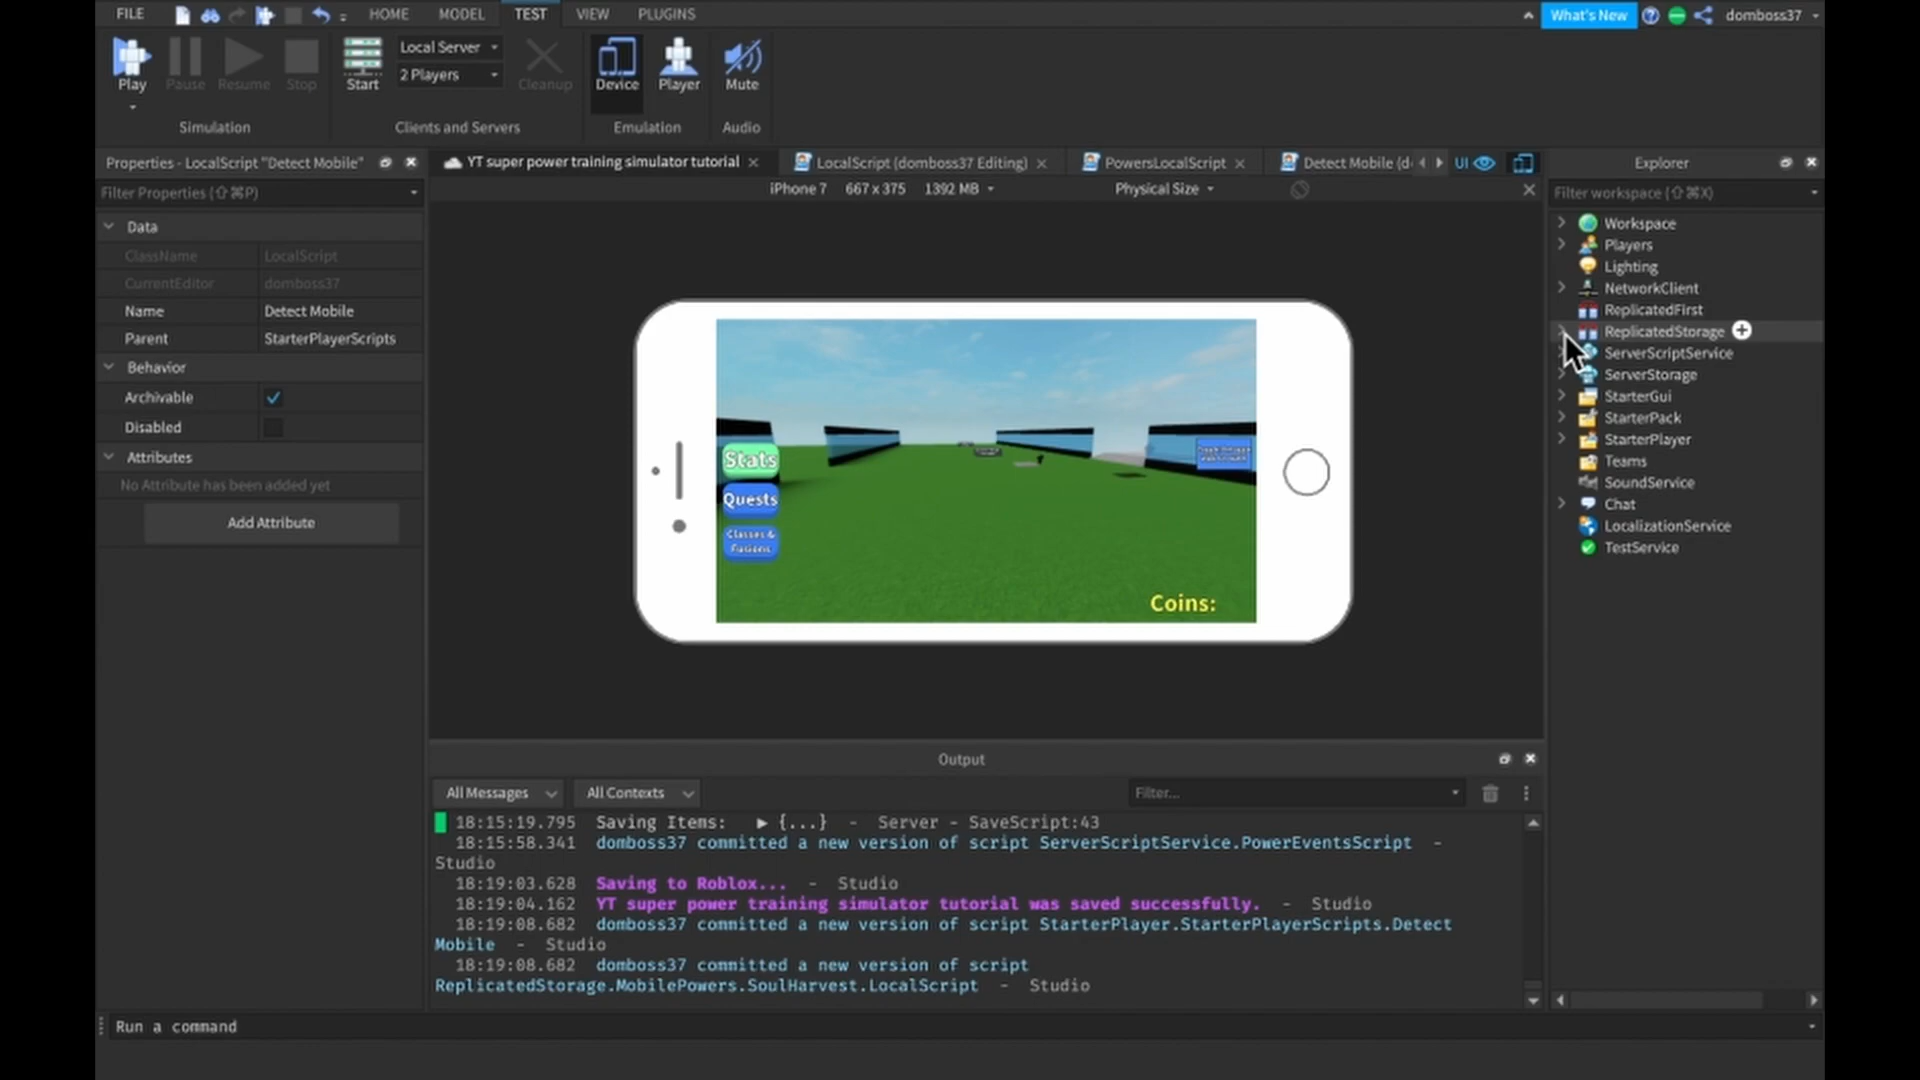 FILE
HOME
MODEL
TEST
VIEW
PLUGINS
What's New
domboss37
Play
Pause
Resume
Stop
Start
Local Server
2 Players
Cleanup
Device
Player
Mute
Simulation
Clients and Servers
Emulation
Audio
Properties - LocalScript "Detect Mobile"
Filter Properties (⇧⌘P)
Data
ClassName LocalScript
CurrentEditor domboss37
Name Detect Mobile
Parent StarterPlayerScripts
Behavior
Archivable
Disabled
Attributes
No Attribute has been added yet
Add Attribute
YT super power training simulator tutorial
LocalScript (domboss37 Editing)
PowersLocalScript
Detect Mobile (d
UI
iPhone 7 667 x 375 1392 MB
Physical Size
Stats
Quests
Classes &
Fusions
Coins:
Output
All Messages
All Contexts
Filter...
18:15:19.795 Saving Items: ▶ {...} - Server - SaveScript:43
18:15:58.341 domboss37 committed a new version of script ServerScriptService.PowerEventsScript -
Studio
18:19:03.628 Saving to Roblox... - Studio
18:19:04.162 YT super power training simulator tutorial was saved successfully. - Studio
18:19:08.682 domboss37 committed a new version of script StarterPlayer.StarterPlayerScripts.Detect
Mobile - Studio
18:19:08.682 domboss37 committed a new version of script
ReplicatedStorage.MobilePowers.SoulHarvest.LocalScript - Studio
Run a command
Explorer
Filter workspace (⇧⌘X)
Workspace
Players
Lighting
NetworkClient
ReplicatedFirst
ReplicatedStorage
ServerScriptService
ServerStorage
StarterGui
StarterPack
StarterPlayer
Teams
SoundService
Chat
LocalizationService
TestService